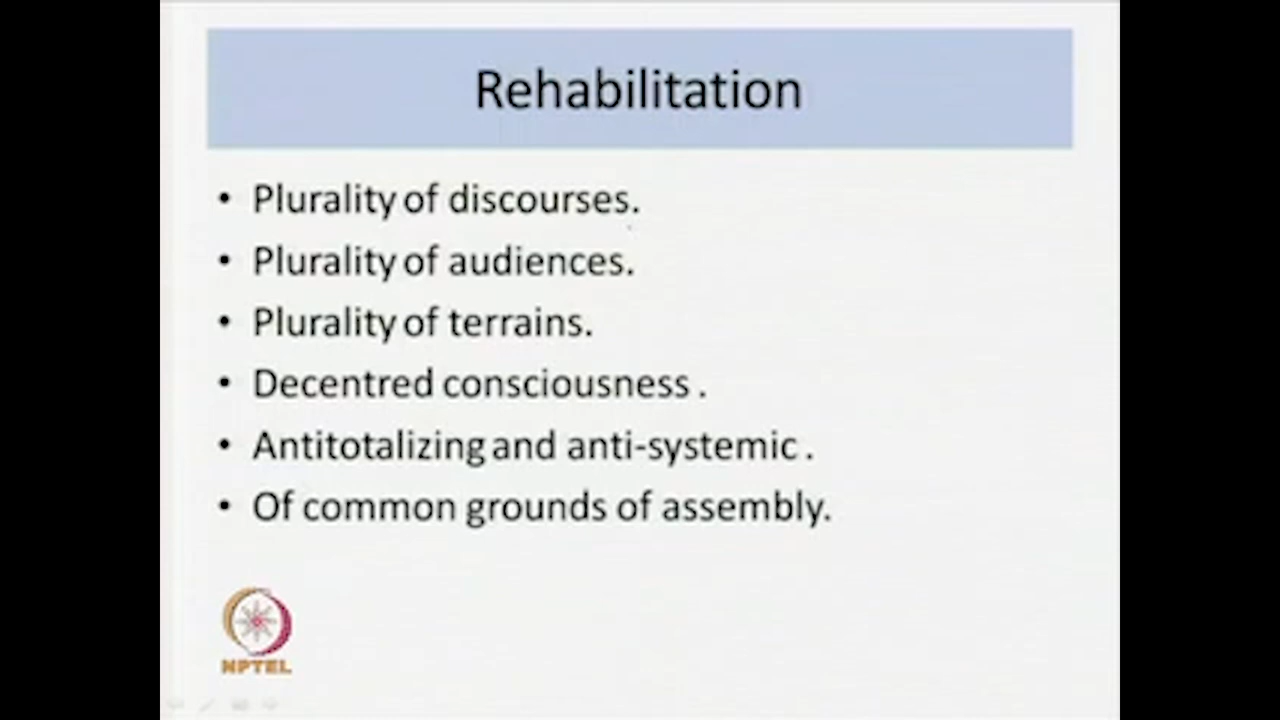 Rehabilitation
• Plurality of discourses.
• Plurality of audiences.
• Plurality of terrains.
• Decentred consciousness .
• Antitotalizing and anti-systemic .
• Of common grounds of assembly.
NPTEL